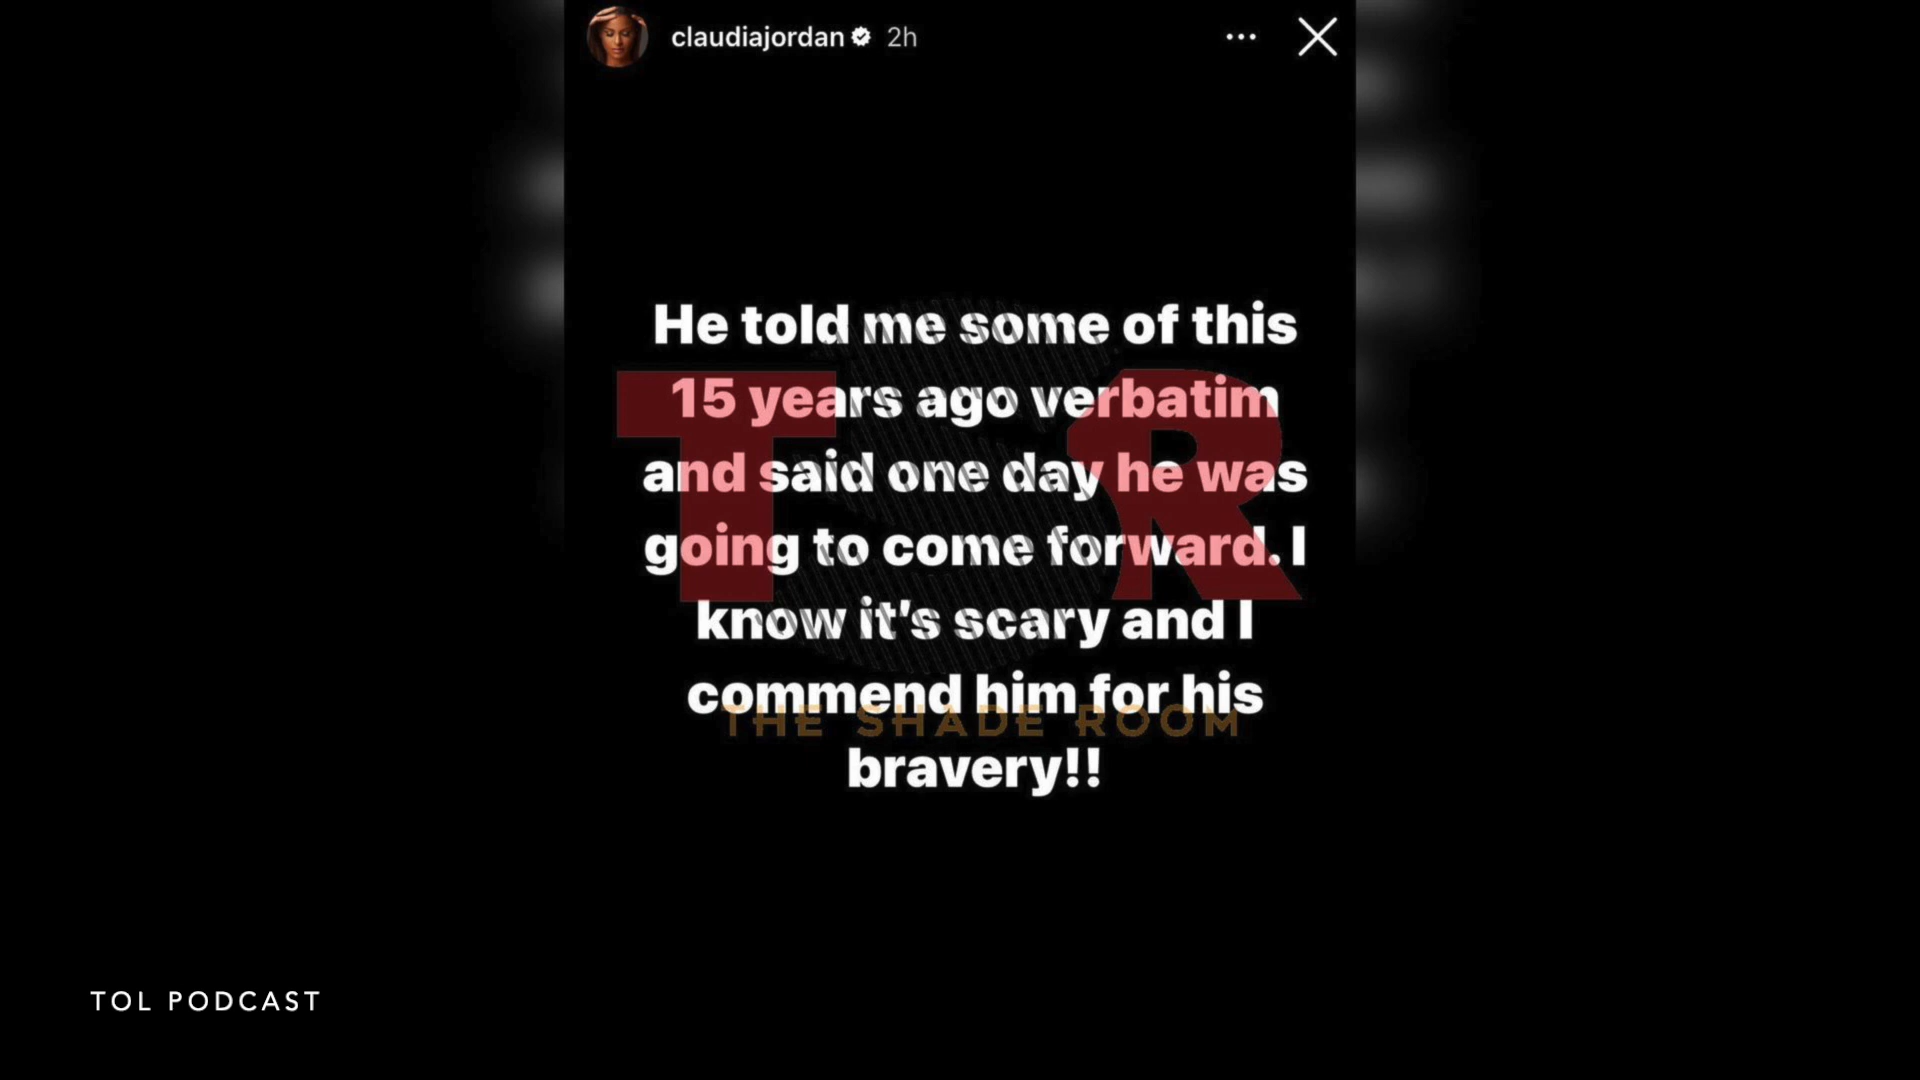 claudiajordan 2h
He told me some of this
15 years ago verbatim
and said one day he was
going to come forward. I
know it's scary and I
commend him for his
THE SHADE ROOM
bravery!!
TSR
TOL PODCAST